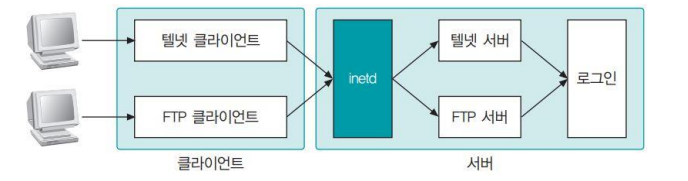 텔넷 클라이언트
FTP 클라이언트
inetd
텔넷 서버
FTP 서버
로그인
클라이언트
서버